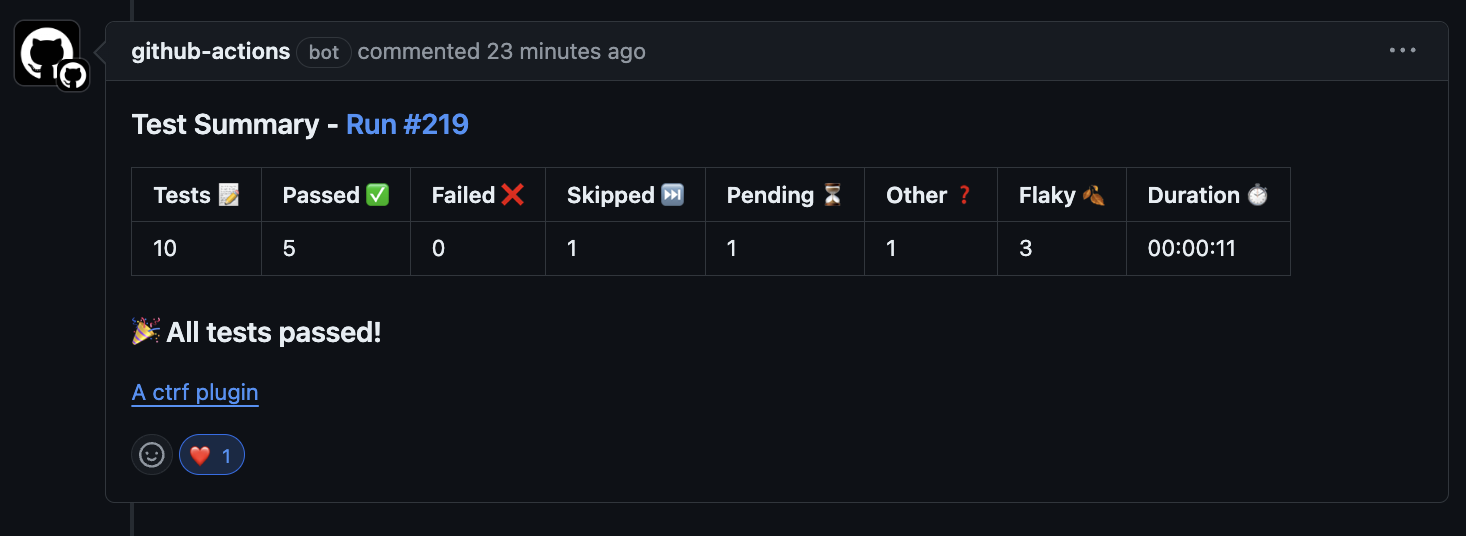 github-actions bot commented 23 minutes ago
Test Summary - Run #219
Tests 📝 Passed ✅ Failed ❌ Skipped ⏭️ Pending ⏳ Other ❓ Flaky 🍂 Duration ⏱️
10 5 0 1 1 1 3 00:00:11
🎉 All tests passed!
A ctrf plugin
❤️ 1